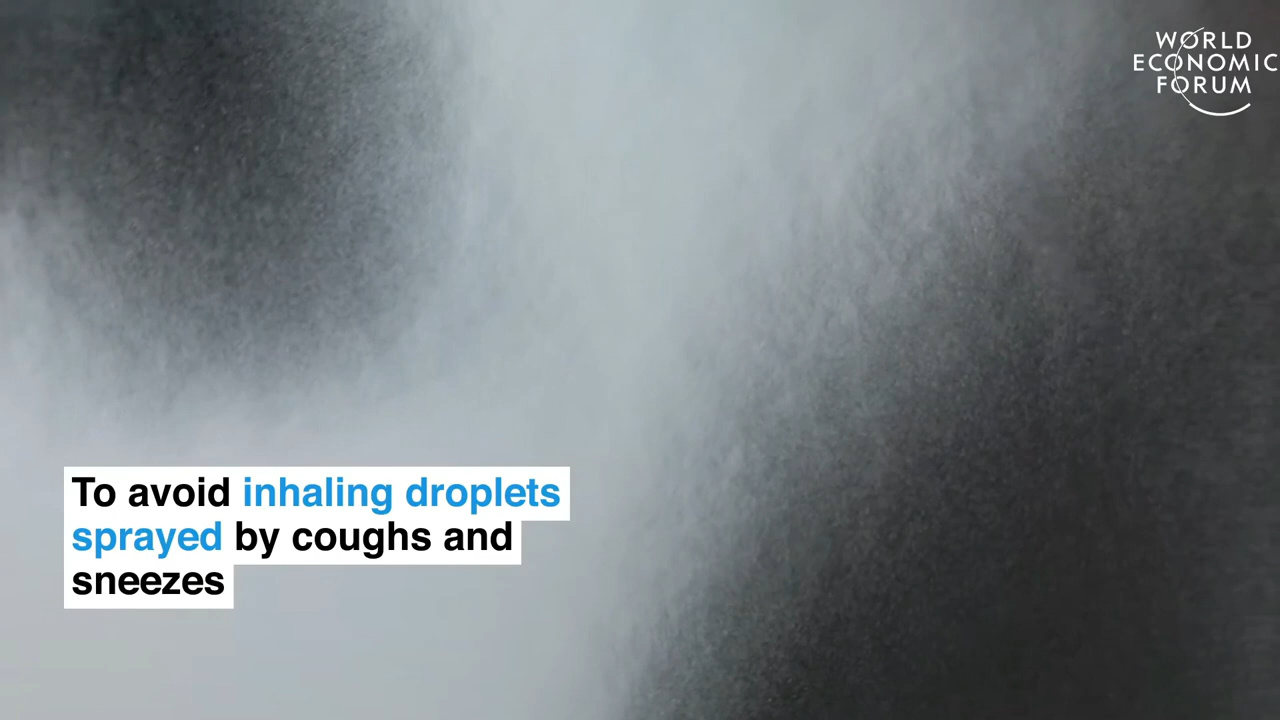 WORLD
ECONOMIC
FORUM
To avoid inhaling droplets
sprayed by coughs and
sneezes